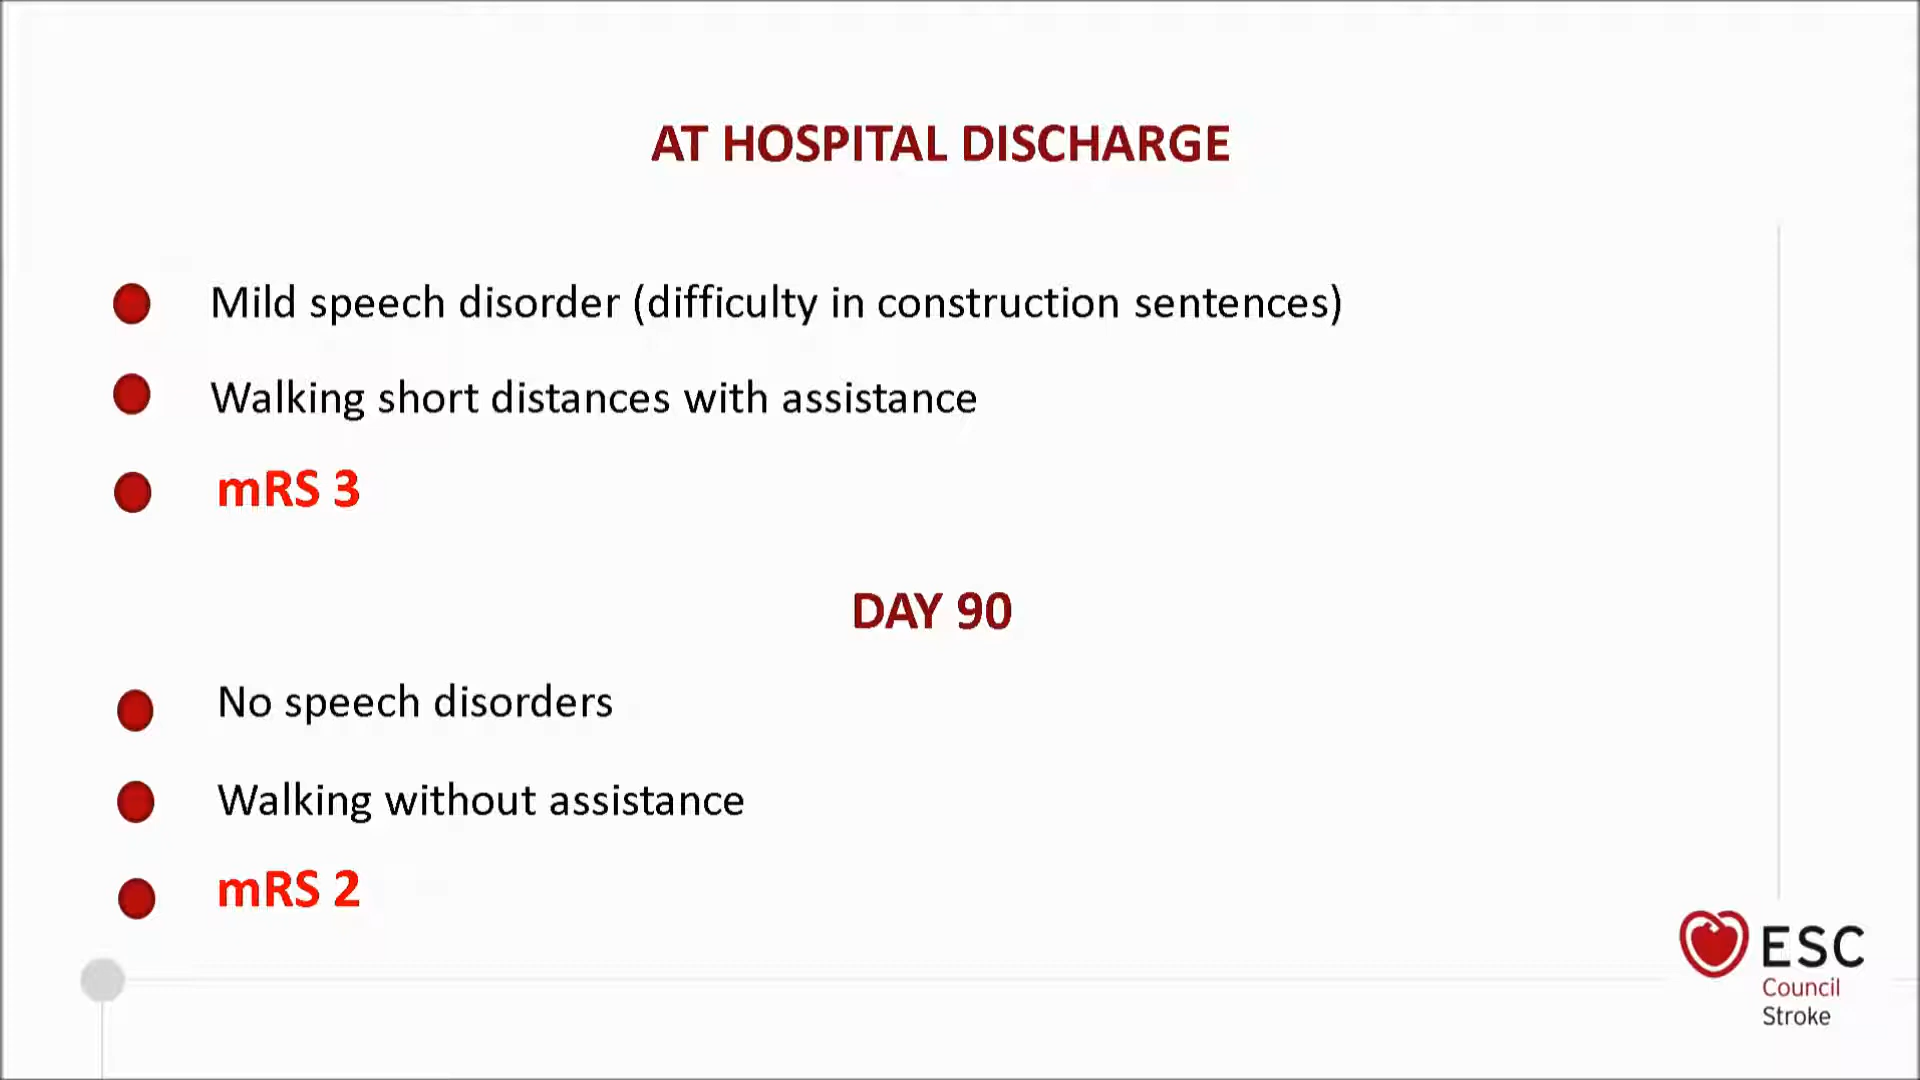 AT HOSPITAL DISCHARGE
Mild speech disorder (difficulty in construction sentences)
Walking short distances with assistance
mRS 3
DAY 90
No speech disorders
Walking without assistance
mRS 2
ESC
Council
Stroke